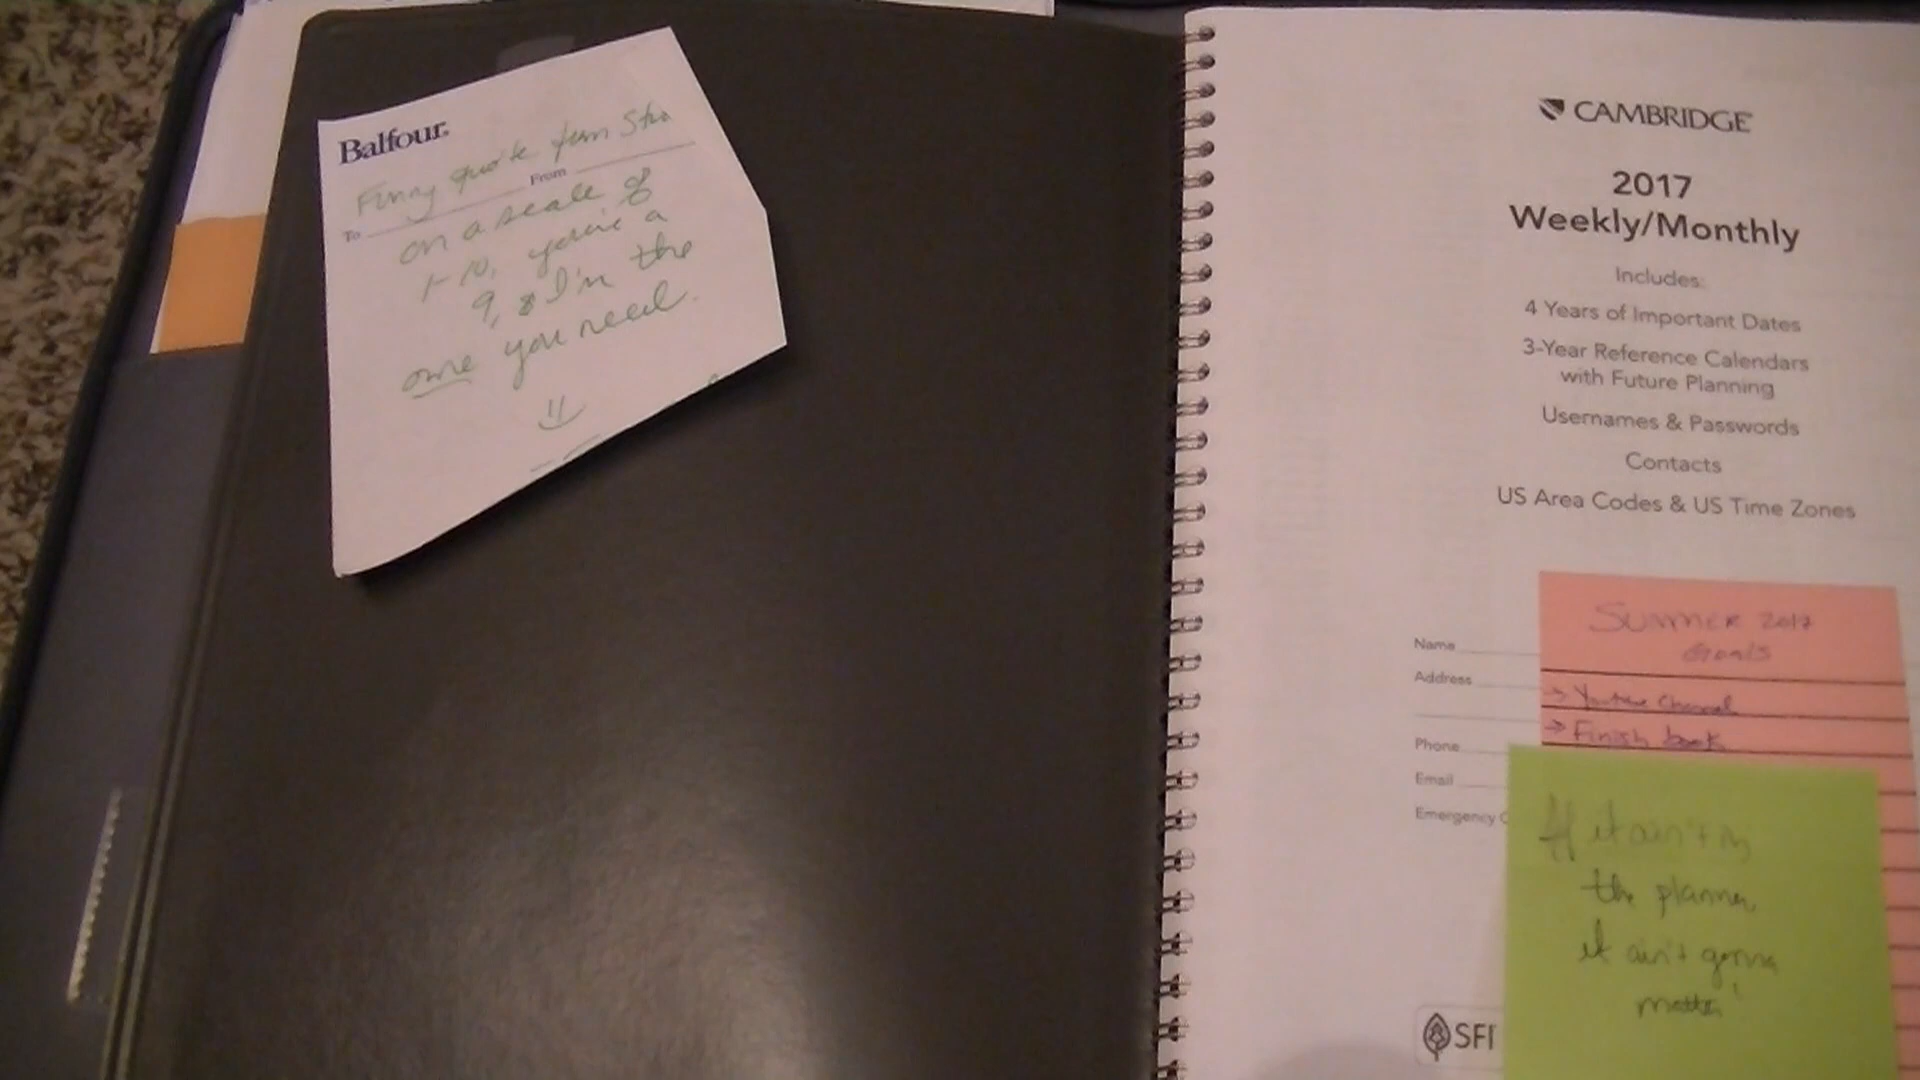 Balfour.
Funny quote from
To From
on a scale of
1-10, you're a
9, & I'm the
one you need.
CAMBRIDGE
2017
Weekly/Monthly
Includes:
4 Years of Important Dates
3-Year Reference Calendars
with Future Planning
Usernames & Passwords
Contacts
US Area Codes & US Time Zones
Name
Address
Phone
Email
Emergency
SUMMER 2017
Goals
→ Youtube Channel
→ Finish book
If it ain't in
the planner
it ain't gonna
matter!
SFI